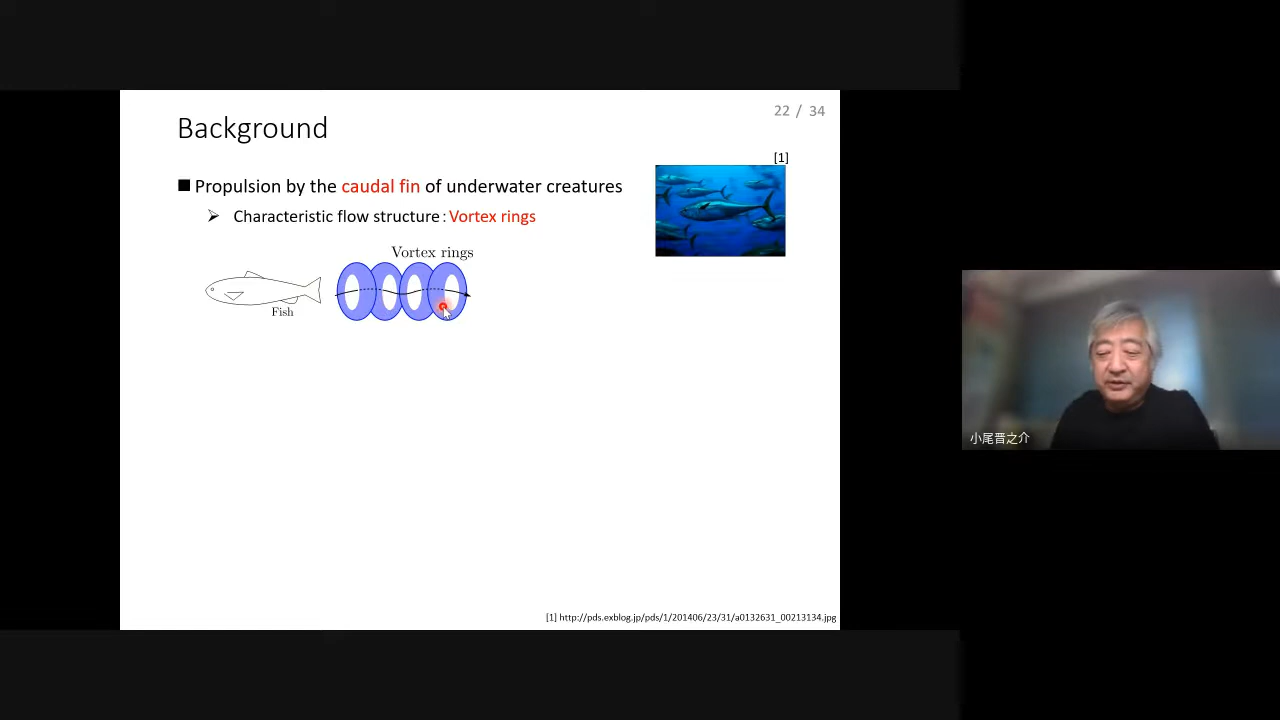 22 / 34
Background
[1]
■ Propulsion by the caudal fin of underwater creatures
➢ Characteristic flow structure : Vortex rings
Vortex rings
Fish
小尾晋之介
[1] http://pds.exblog.jp/pds/1/201406/23/31/a0132631_00213134.jpg